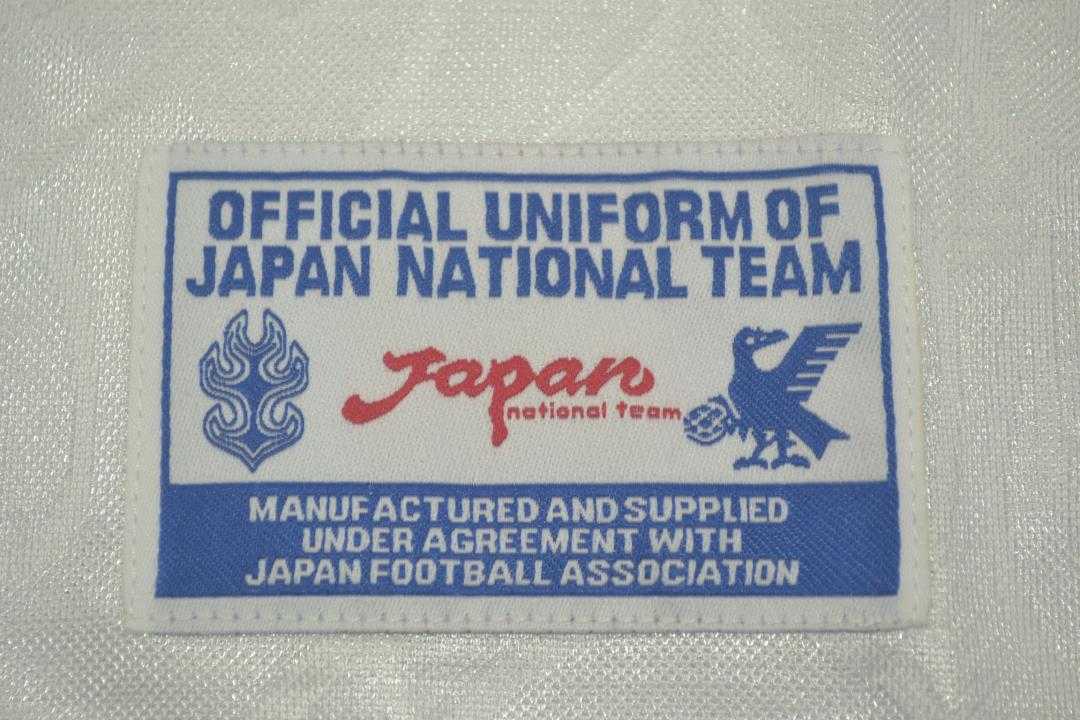 OFFICIAL UNIFORM OF
JAPAN NATIONAL TEAM
Japan
national team
MANUFACTURED AND SUPPLIED
UNDER AGREEMENT WITH
JAPAN FOOTBALL ASSOCIATION